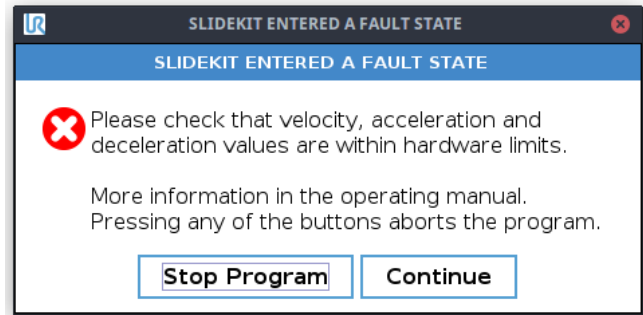 UR
SLIDEKIT ENTERED A FAULT STATE
SLIDEKIT ENTERED A FAULT STATE
Please check that velocity, acceleration and
deceleration values are within hardware limits.
More information in the operating manual.
Pressing any of the buttons aborts the program.
Stop Program
Continue